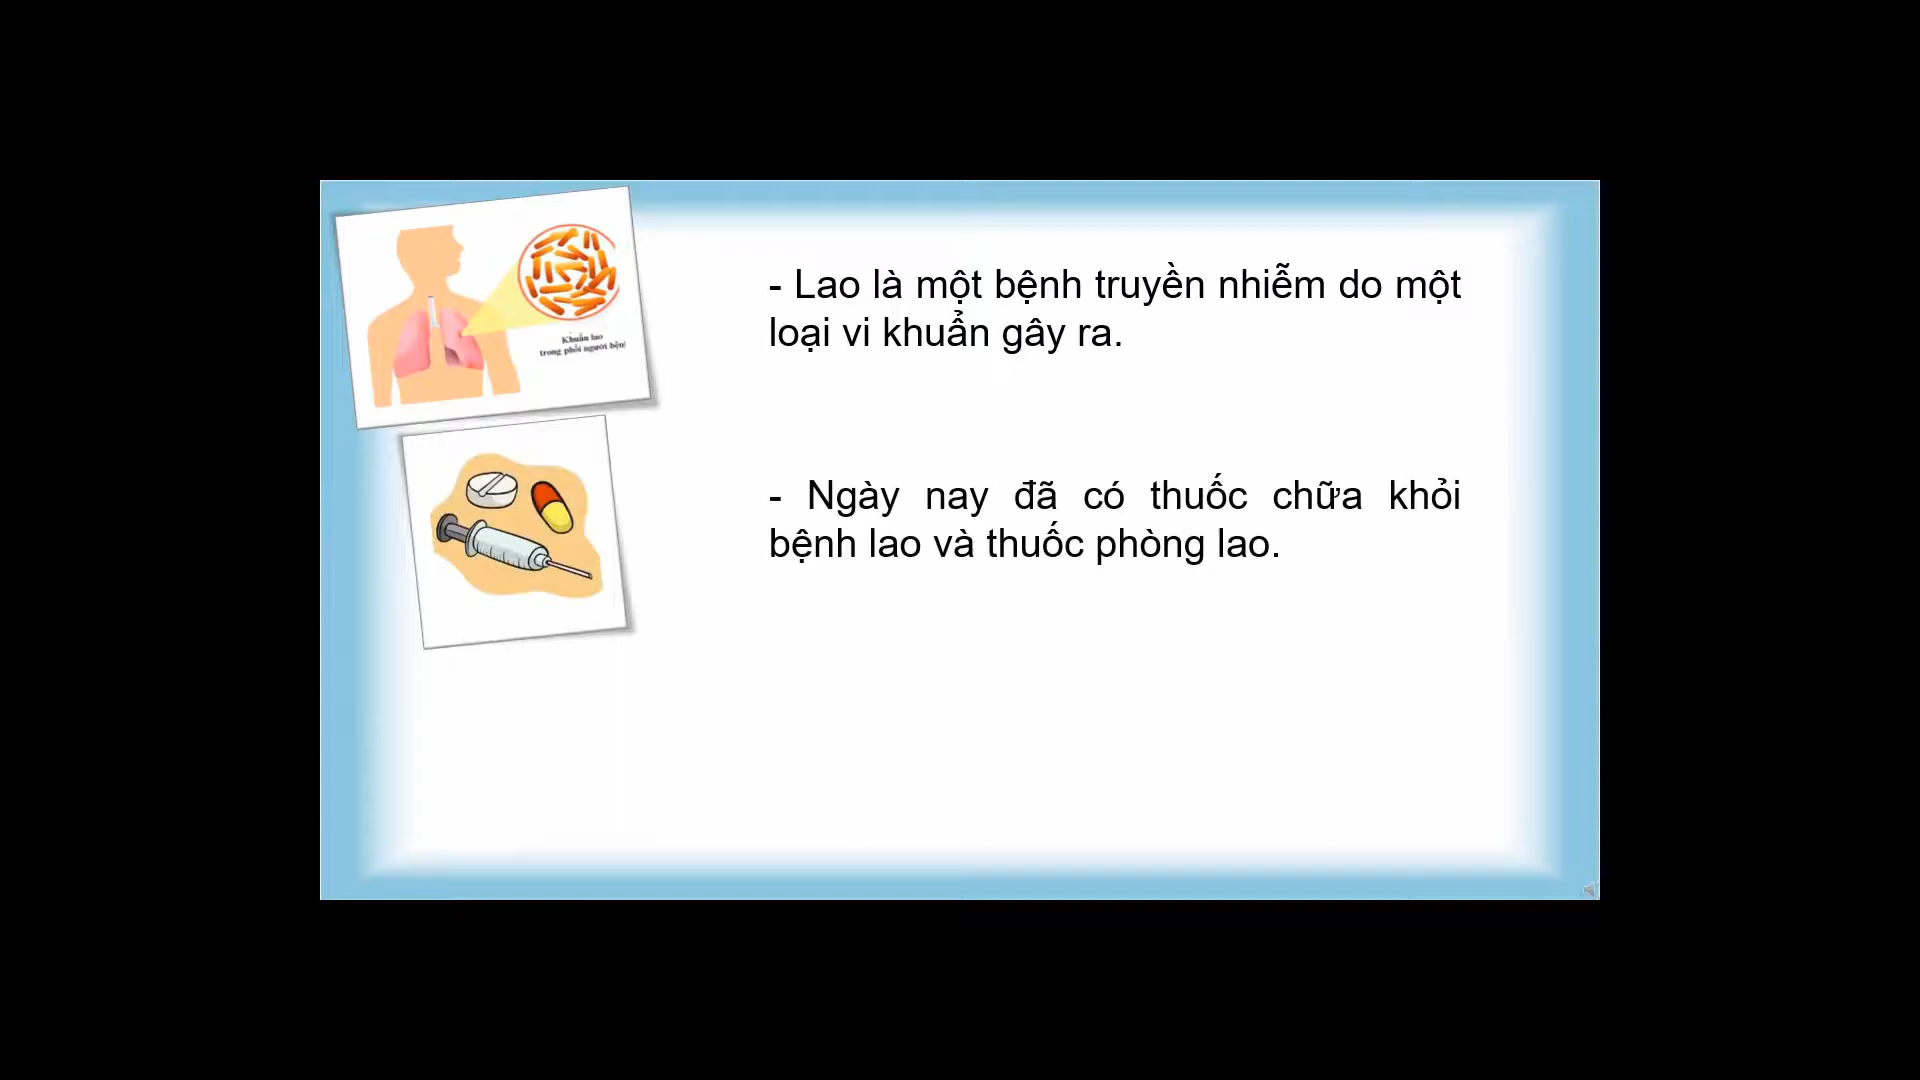 Khuẩn lao
trong phổi người bện!
- Lao là một bệnh truyền nhiễm do một
loại vi khuẩn gây ra.
- Ngày nay đã có thuốc chữa khỏi
bệnh lao và thuốc phòng lao.